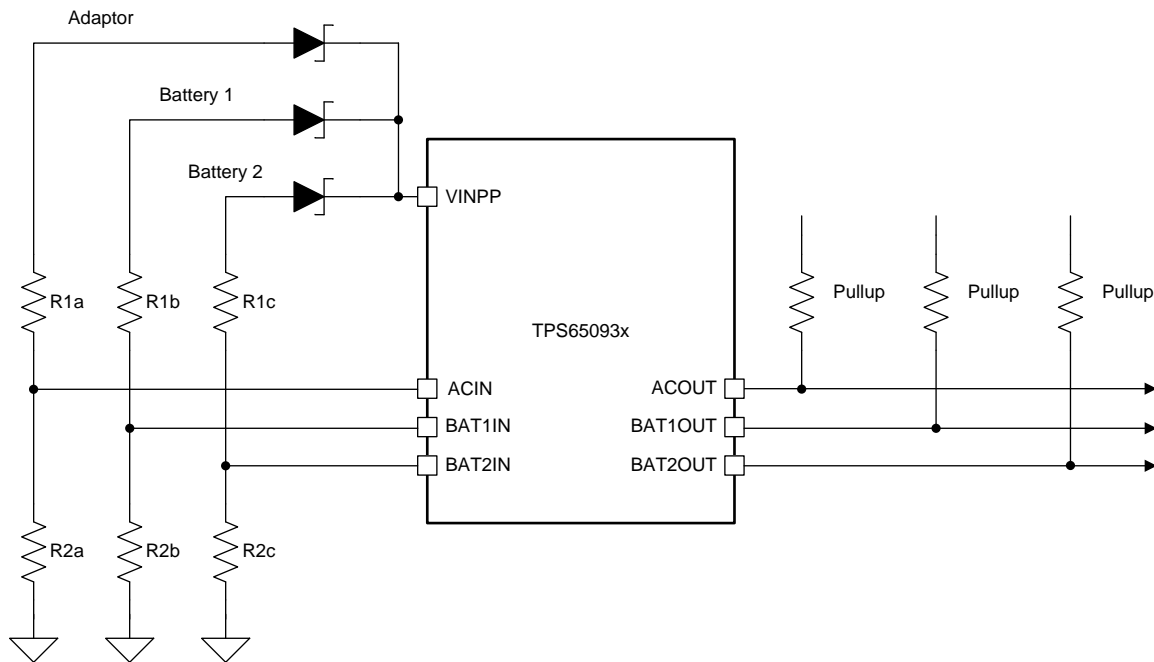 Adaptor
Battery 1
Battery 2
VINPP
R1a
R1b
R1c
Pullup
Pullup
Pullup
TPS65093x
ACIN
ACOUT
BAT1IN
BAT1OUT
BAT2IN
BAT2OUT
R2a
R2b
R2c